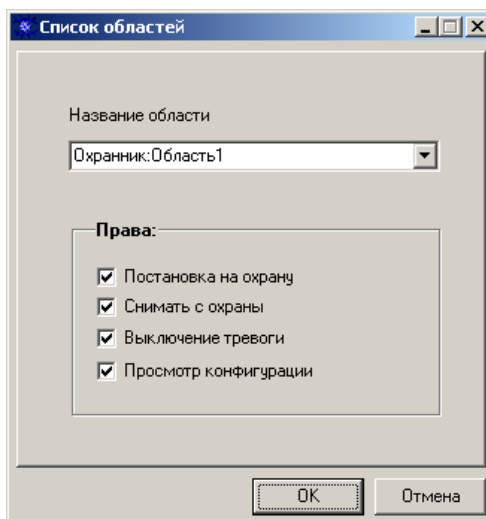 Список областей
Название области
Охранник:Область1
Права:
Постановка на охрану
Снимать с охраны
Выключение тревоги
Просмотр конфигурации
OK
Отмена